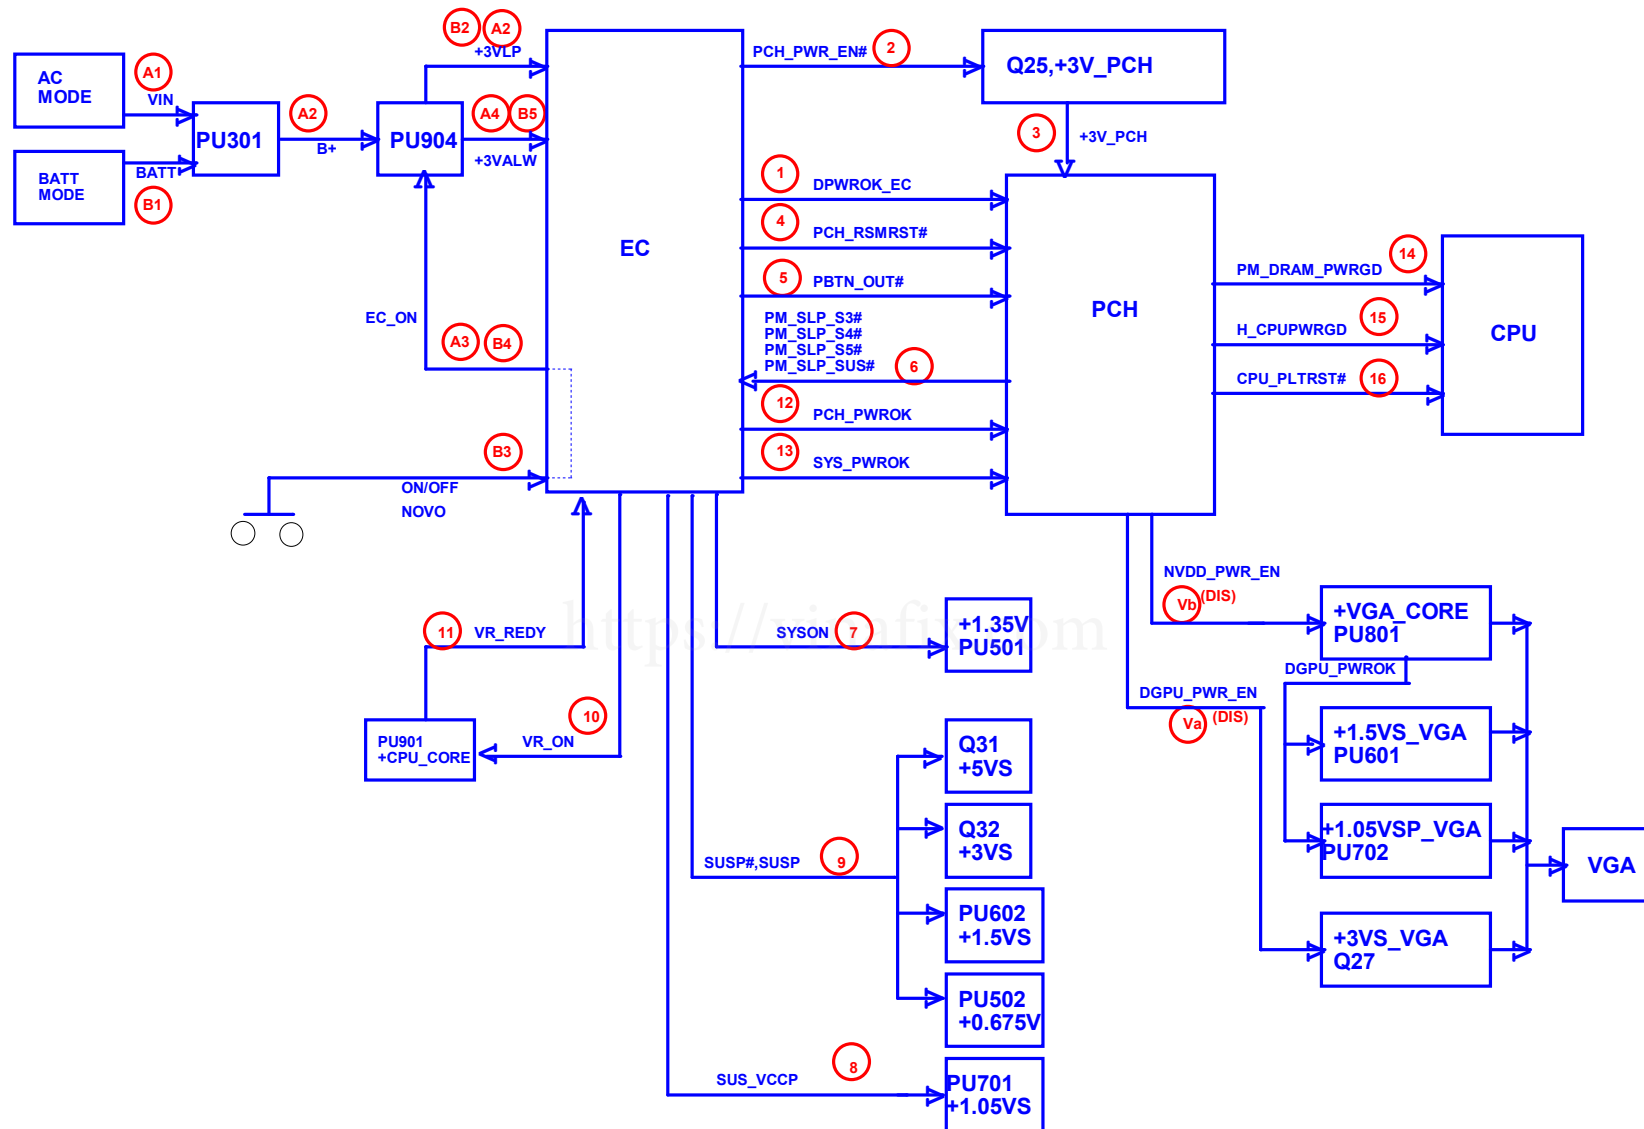 B2
A2
+3VLP
AC
MODE
A1
VIN
PU301
A2
B+
PU904
A4
B5
+3VALW
BATT
MODE
BATT
B1
EC
EC_ON
A3
B4
B3
ON/OFF
NOVO
PCH_PWR_EN#
2
Q25,+3V_PCH
3
+3V_PCH
1
DPWROK_EC
4
PCH_RSMRST#
5
PBTN_OUT#
PM_SLP_S3#
PM_SLP_S4#
PM_SLP_S5#
PM_SLP_SUS#
6
12
PCH_PWROK
13
SYS_PWROK
PCH
PM_DRAM_PWRGD
14
H_CPUPWRGD
15
CPU_PLTRST#
16
CPU
11
VR_REDY
10
VR_ON
PU901
+CPU_CORE
SYSON
7
+1.35V
PU501
Q31
+5VS
Q32
+3VS
SUSP#,SUSP
9
PU602
+1.5VS
PU502
+0.675V
SUS_VCCP
8
PU701
+1.05VS
NVDD_PWR_EN
Vb
(DIS)
+VGA_CORE
PU801
DGPU_PWROK
DGPU_PWR_EN
Va
(DIS)
+1.5VS_VGA
PU601
+1.05VSP_VGA
PU702
+3VS_VGA
Q27
VGA